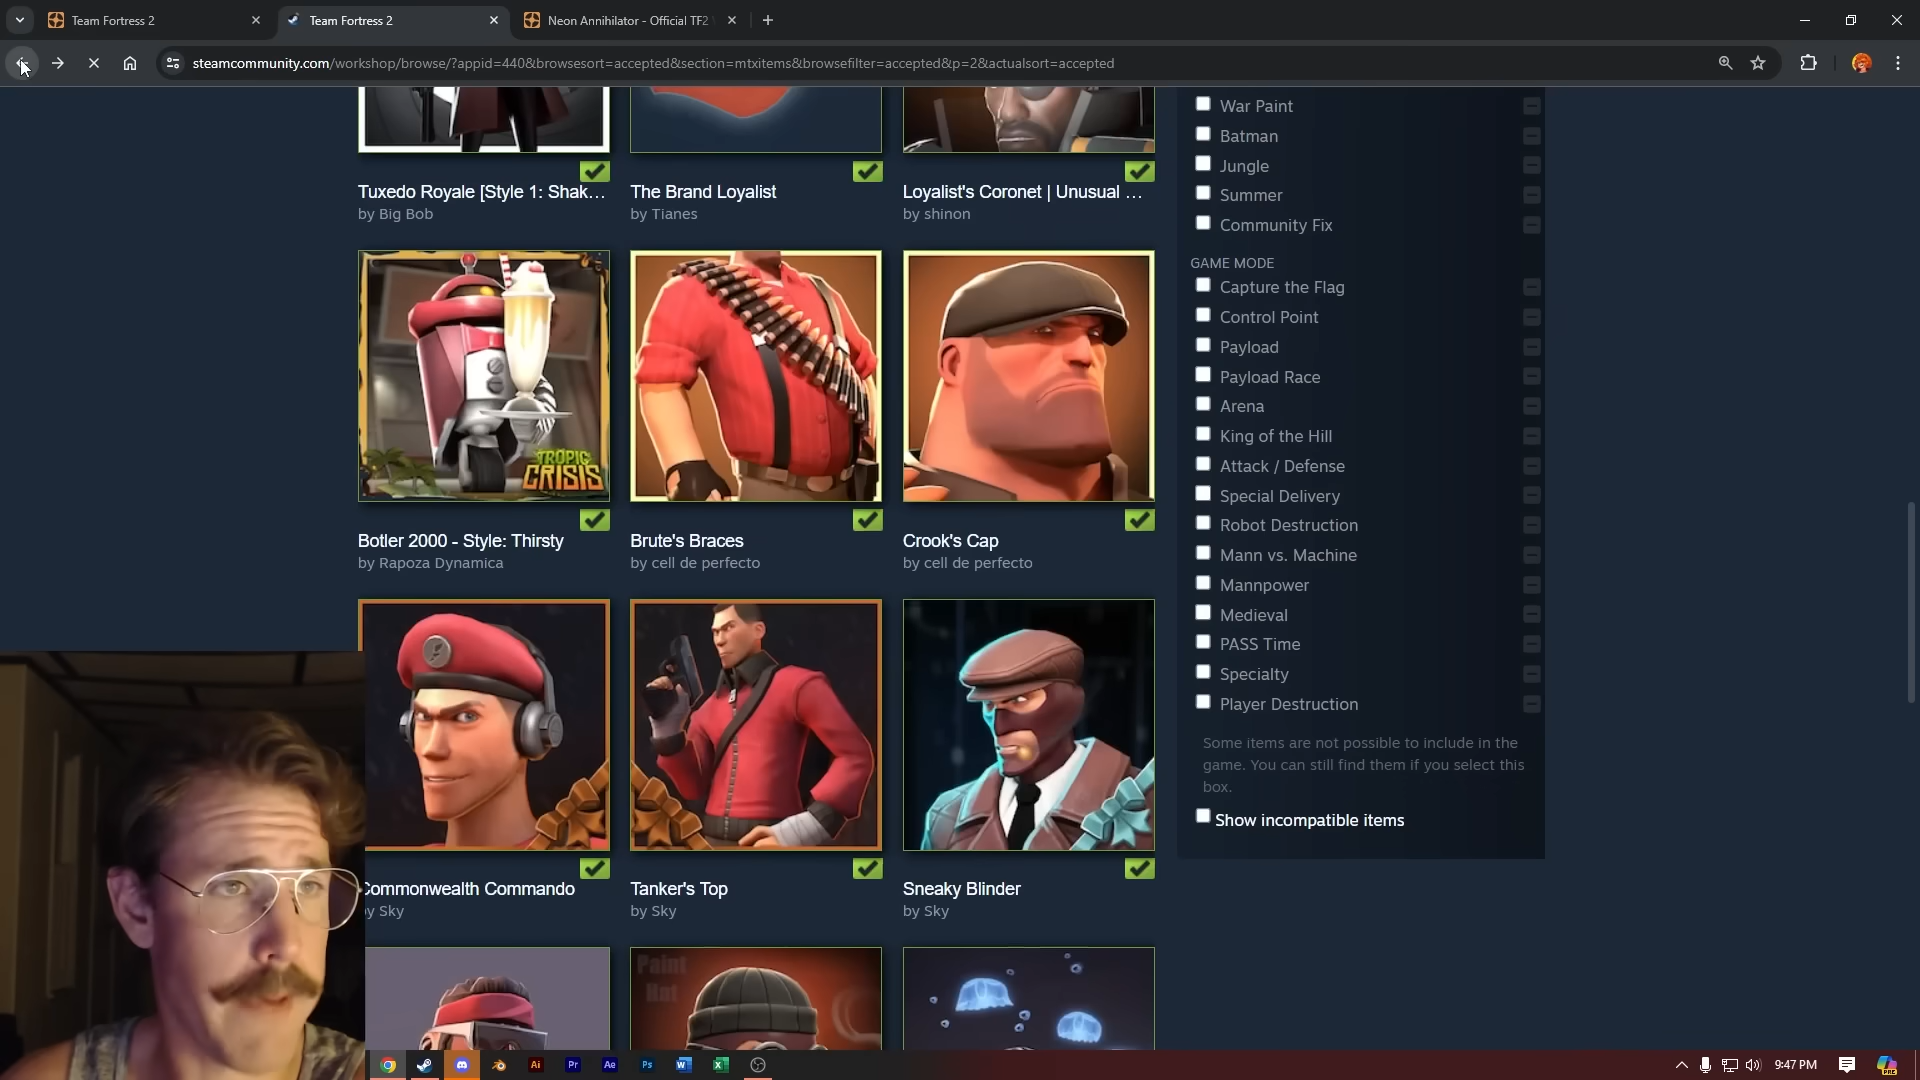 Team Fortress 2
Team Fortress 2
Neon Annihilator - Official TF2
steamcommunity.com/workshop/browse/?appid=440&browsesort=accepted&section=mtxitems&browsefilter=accepted&p=2&actualsort=accepted
Tuxedo Royale [Style 1: Shak...
by Big Bob
The Brand Loyalist
by Tianes
Loyalist's Coronet | Unusual ...
by shinon
TROPIC
CRISIS
Botler 2000 - Style: Thirsty
by Rapoza Dynamica
Brute's Braces
by cell de perfecto
Crook's Cap
by cell de perfecto
Commonwealth Commando
by Sky
Tanker's Top
by Sky
Sneaky Blinder
by Sky
Paint
Hat
War Paint
Batman
Jungle
Summer
Community Fix
GAME MODE
Capture the Flag
Control Point
Payload
Payload Race
Arena
King of the Hill
Attack / Defense
Special Delivery
Robot Destruction
Mann vs. Machine
Mannpower
Medieval
PASS Time
Specialty
Player Destruction
Some items are not possible to include in the
game. You can still find them if you select this
box.
Show incompatible items
Ai
Pr
Ae
Ps
W
X
9:47 PM
PRE